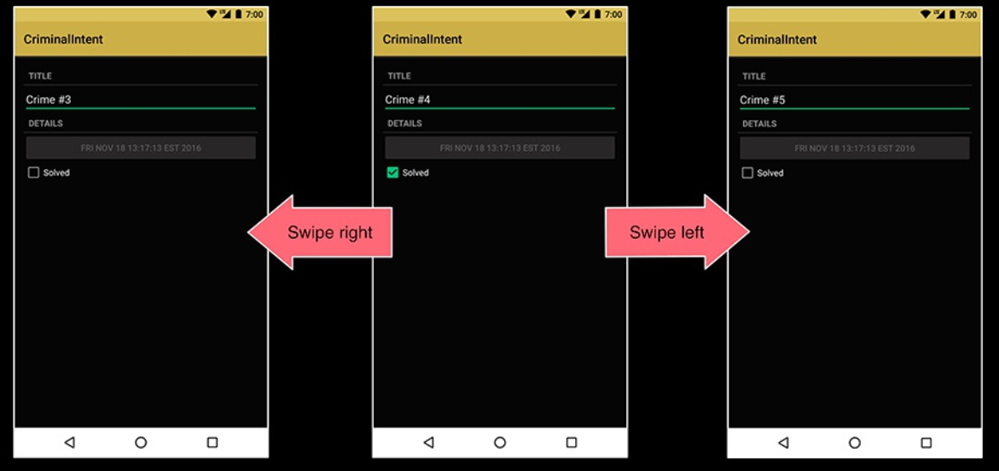 7:00
CriminalIntent
TITLE
Crime #3
DETAILS
FRI NOV 18 13:17:13 EST 2016
Solved
Swipe right
7:00
CriminalIntent
TITLE
Crime #4
DETAILS
FRI NOV 18 13:17:13 EST 2016
Solved
Swipe left
7:00
CriminalIntent
TITLE
Crime #5
DETAILS
FRI NOV 18 13:17:13 EST 2016
Solved